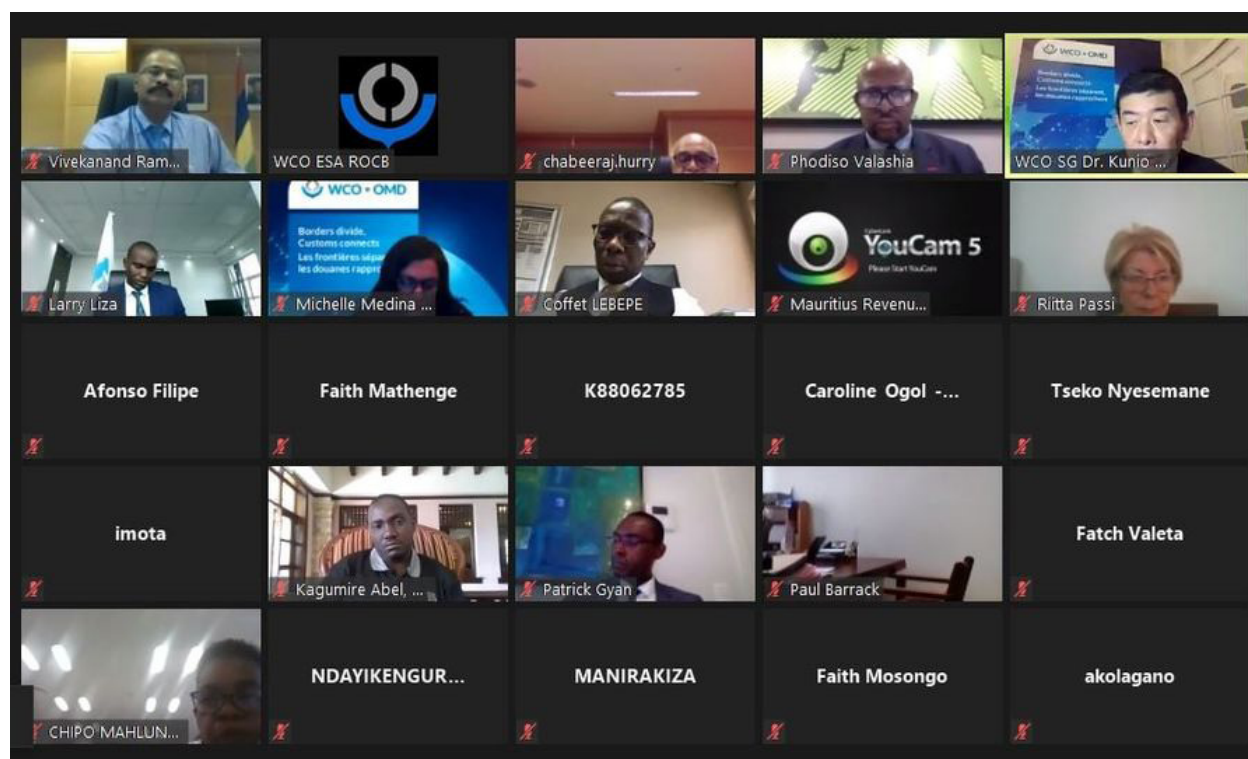 Vivekanand Ram...
WCO ESA ROCB
chabeeraj.hurry
Phodiso Valashia
WCO • OMD
Borders divide,
Customs connects
Les frontières séparent,
les douanes rapprochent
WCO SG Dr. Kunio ...
Larry Liza
WCO • OMD
Borders divide,
Customs connects
Les frontières sépar
les douanes rappro
Michelle Medina ...
Coffet LEBEPE
YouCam 5
Please Start YouCam
Mauritius Revenu...
Riitta Passi
Afonso Filipe
Faith Mathenge
K88062785
Caroline Ogol -...
Tseko Nyesemane
imota
Kagumire Abel, ...
Patrick Gyan
Paul Barrack
Fatch Valeta
CHIPO MAHLUN...
NDAYIKENGUR...
MANIRAKIZA
Faith Mosongo
akolagano